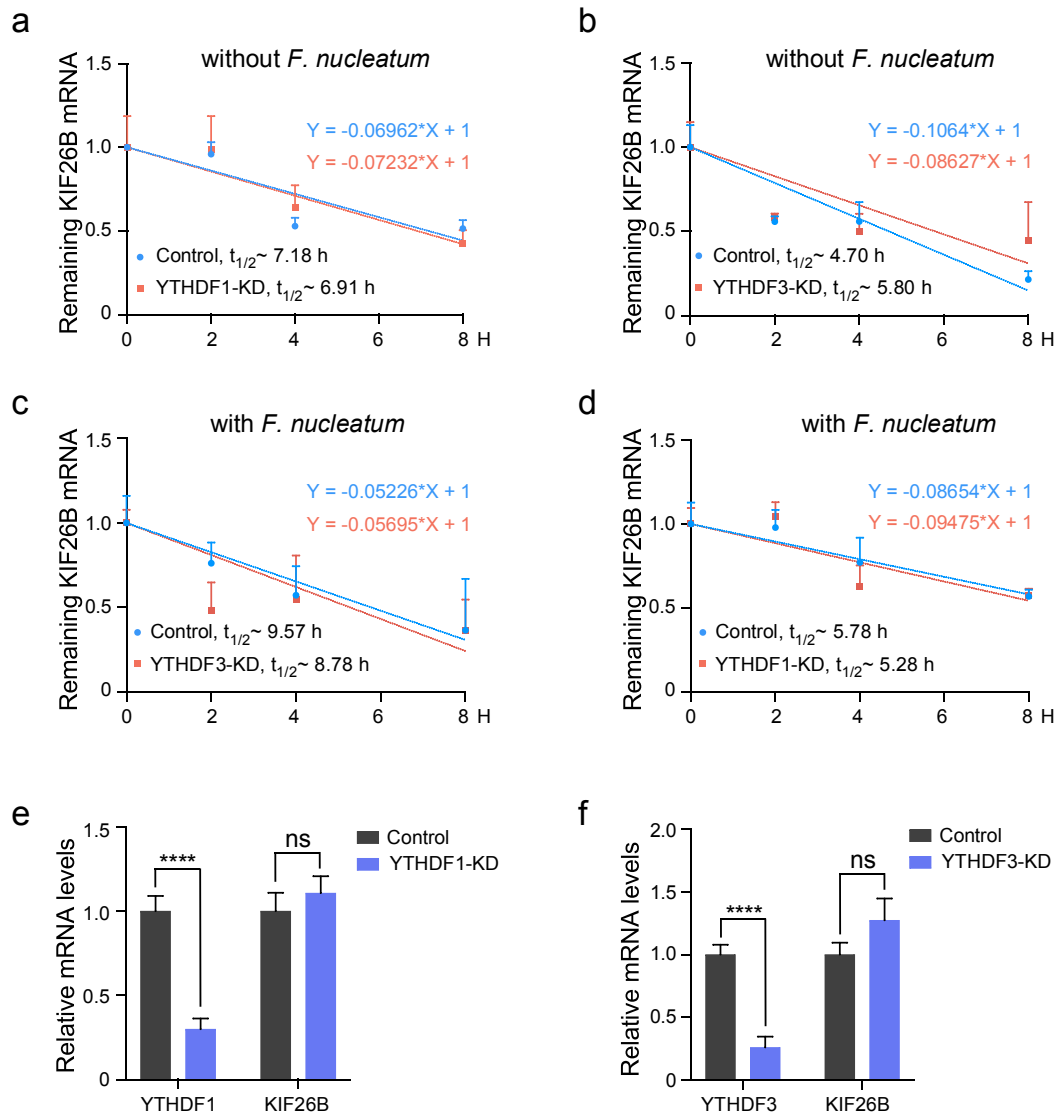 a
without F. nucleatum
Remaining KIF26B mRNA
1.5
1.0
0.5
0
Y = -0.06962*X + 1
Y = -0.07232*X + 1
Control, t1/2~ 7.18 h
YTHDF1-KD, t1/2~ 6.91 h
0 2 4 6 8 H
b
without F. nucleatum
Remaining KIF26B mRNA
1.5
1.0
0.5
0
Y = -0.1064*X + 1
Y = -0.08627*X + 1
Control, t1/2~ 4.70 h
YTHDF3-KD, t1/2~ 5.80 h
0 2 4 6 8 H
c
with F. nucleatum
Remaining KIF26B mRNA
1.5
1.0
0.5
0
Y = -0.05226*X + 1
Y = -0.05695*X + 1
Control, t1/2~ 9.57 h
YTHDF3-KD, t1/2~ 8.78 h
0 2 4 6 8 H
d
with F. nucleatum
Remaining KIF26B mRNA
1.5
1.0
0.5
0
Y = -0.08654*X + 1
Y = -0.09475*X + 1
Control, t1/2~ 5.78 h
YTHDF1-KD, t1/2~ 5.28 h
0 2 4 6 8 H
e
Relative mRNA levels
1.5
1.0
0.5
0
****
ns
Control
YTHDF1-KD
YTHDF1 KIF26B
f
Relative mRNA levels
2.0
1.5
1.0
0.5
0
****
ns
Control
YTHDF3-KD
YTHDF3 KIF26B